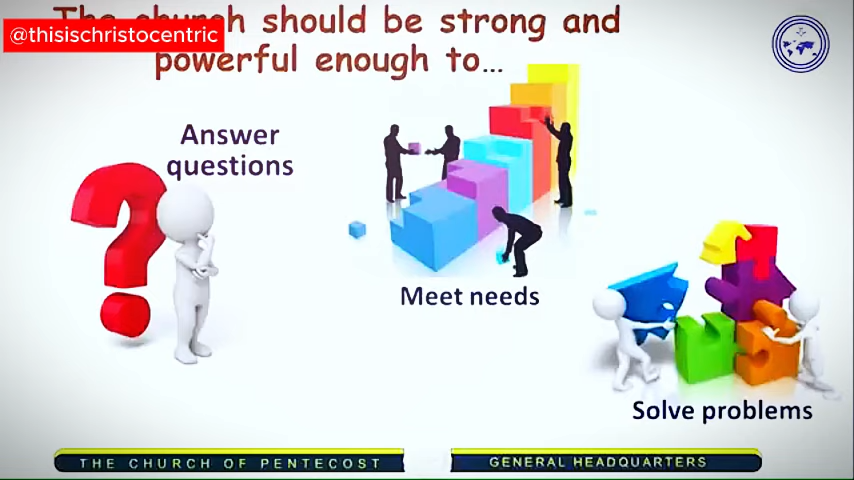 The church should be strong and
@thisischristocentric
powerful enough to...
Answer
questions
Meet needs
Solve problems
THE CHURCH OF PENTECOST
GENERAL HEADQUARTERS